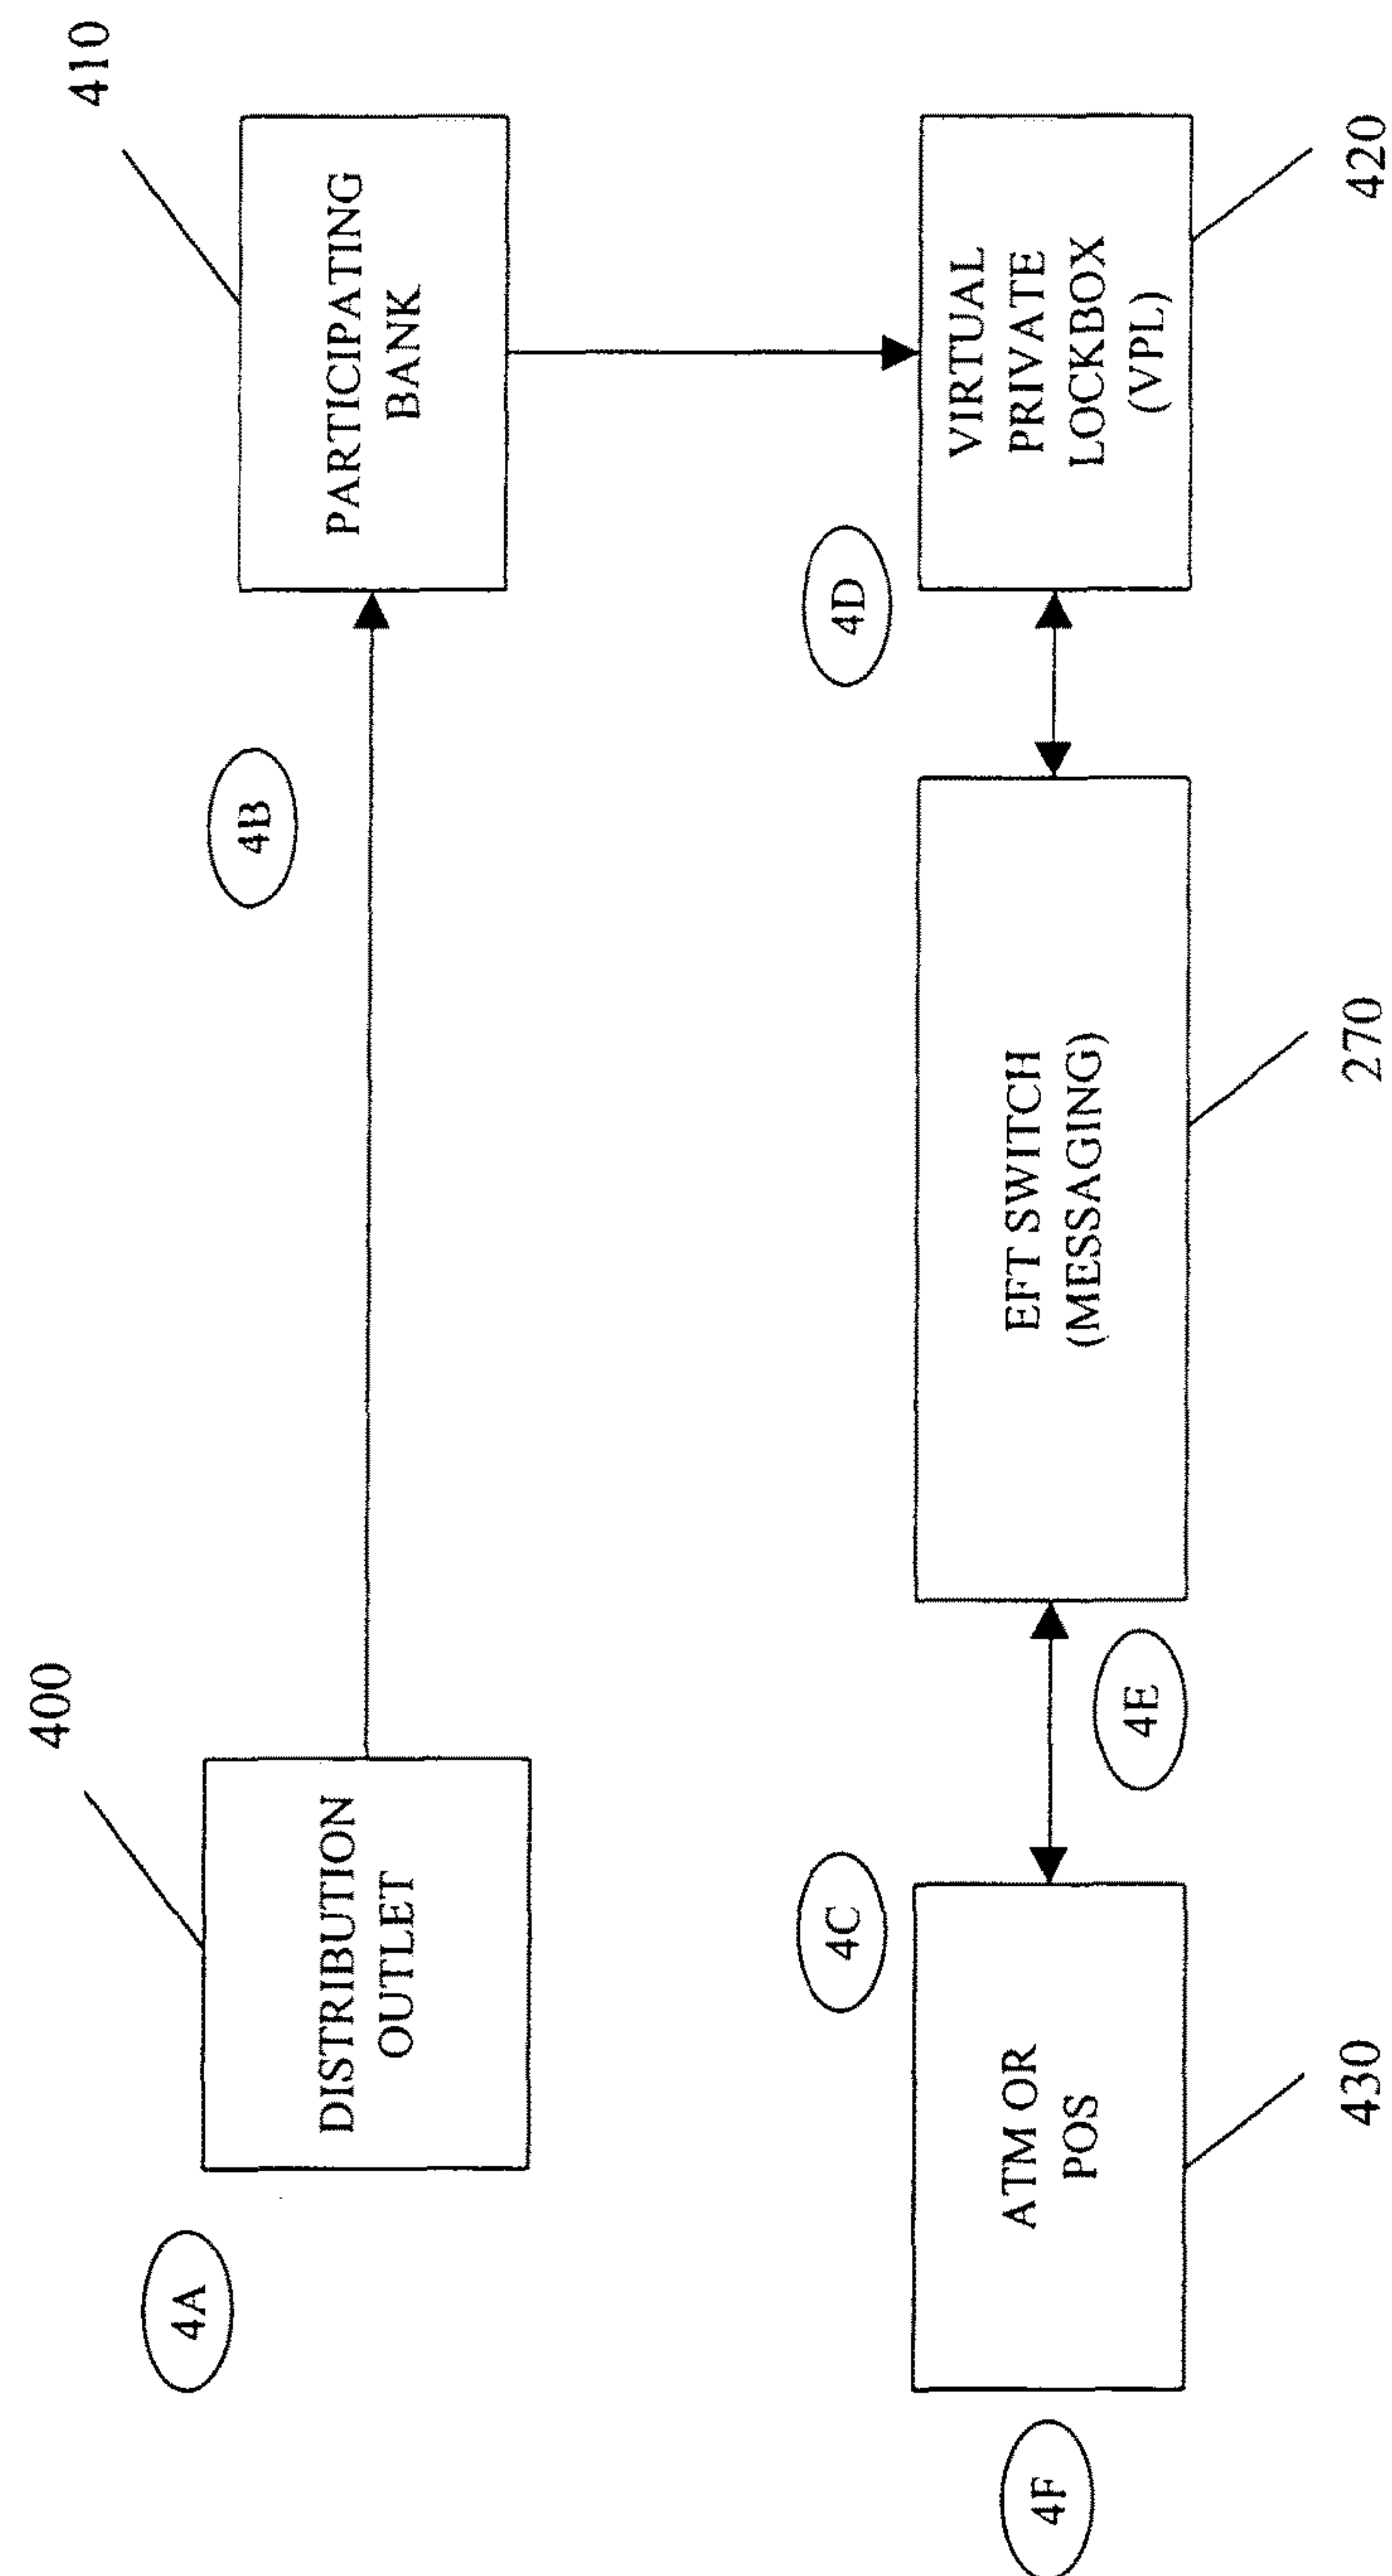 400
410
4A
DISTRIBUTION
OUTLET
4B
PARTICIPATING
BANK
4C
4D
4F
ATM OR
POS
4E
EFT SWITCH
(MESSAGING)
VIRTUAL
PRIVATE
LOCKBOX
(VPL)
430
270
420